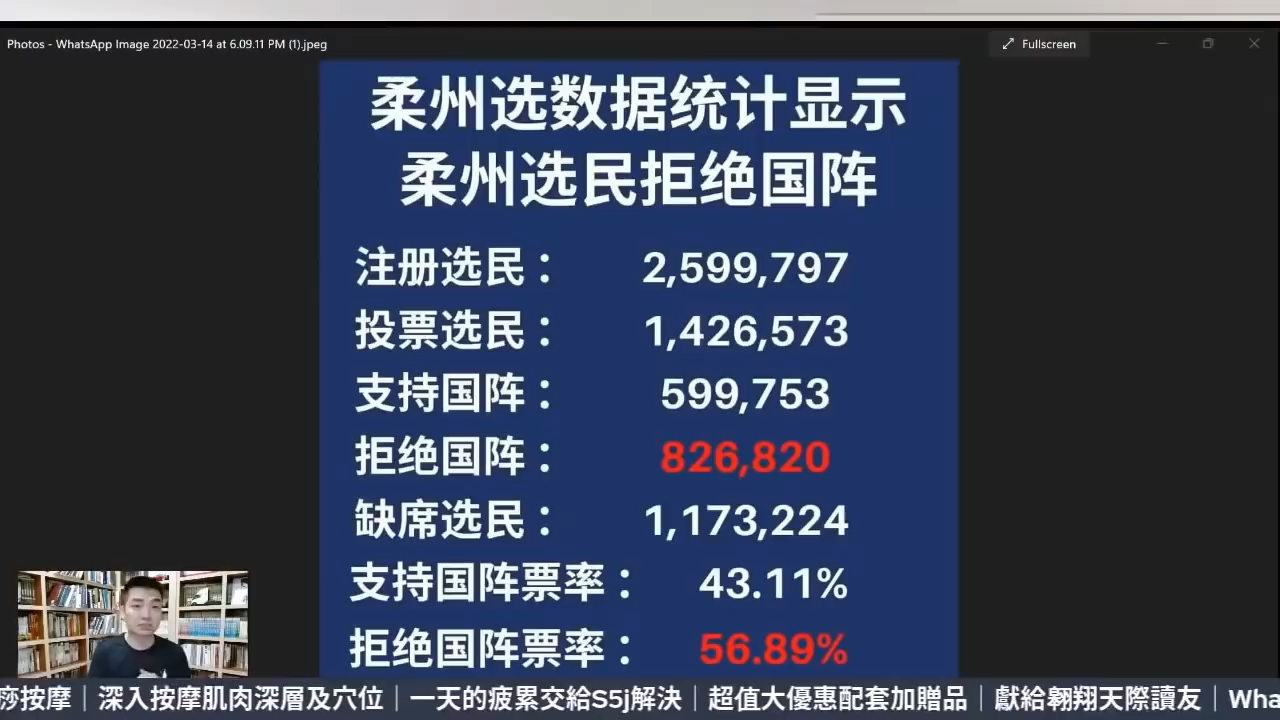 Photos - WhatsApp Image 2022-03-14 at 6.09.11 PM (1).jpeg
Fullscreen
柔州选数据统计显示
柔州选民拒绝国阵
注册选民： 2,599,797
投票选民： 1,426,573
支持国阵： 599,753
拒绝国阵： 826,820
缺席选民： 1,173,224
支持国阵票率： 43.11%
拒绝国阵票率： 56.89%
按摩｜深入按摩肌肉深層及穴位｜一天的疲累交給S5j解決｜超值大優惠配套加贈品｜獻給翱翔天際讀友｜Wha